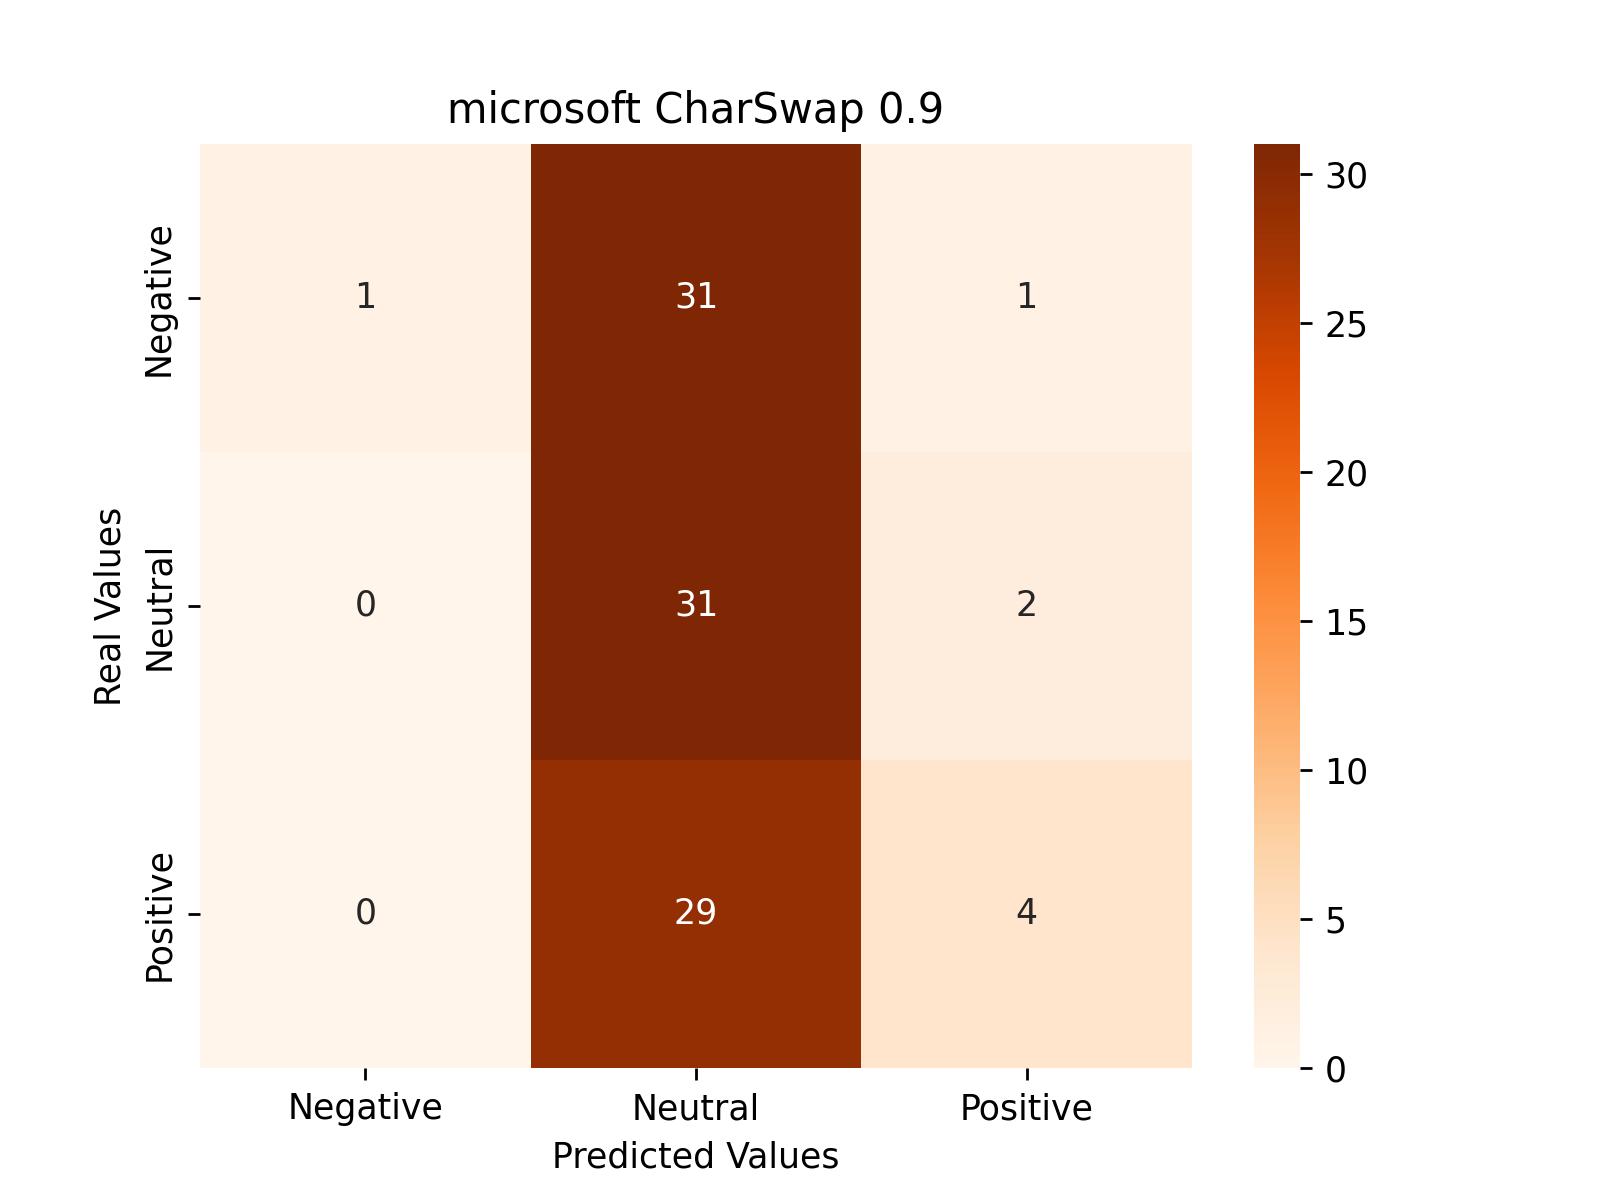 microsoft CharSwap 0.9
Real Values
Negative
1 31 1
Neutral
0 31 2
Positive
0 29 4
Negative Neutral Positive
Predicted Values
30
25
20
15
10
5
0